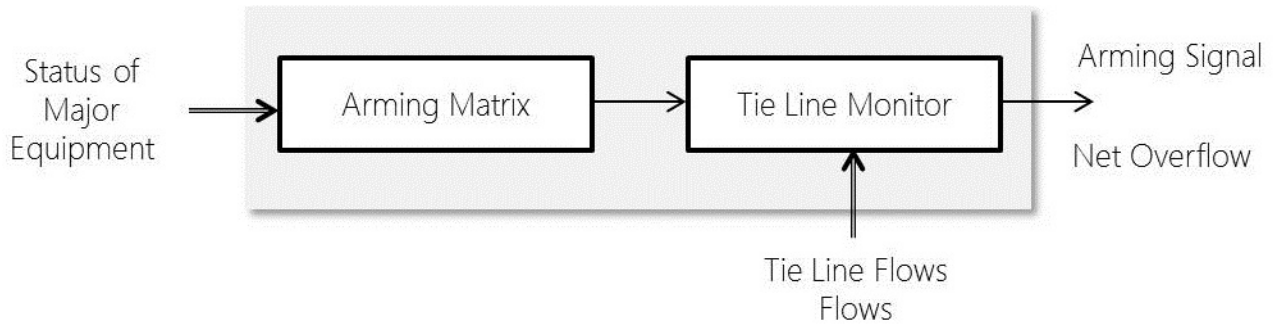 Status of
Major
Equipment
Arming Matrix
Tie Line Monitor
Arming Signal
Net Overflow
Tie Line Flows
Flows